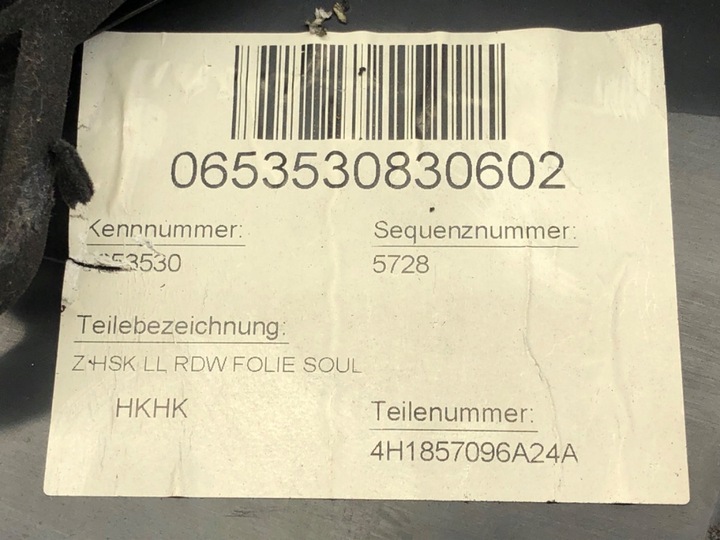 0653530830602
Kennnummer:
Sequenznummer:
5728
Teilebezeichnung:
HSK LL RDW FOLIE SOUL
HKHK
Teilenummer:
4H1857096A24A